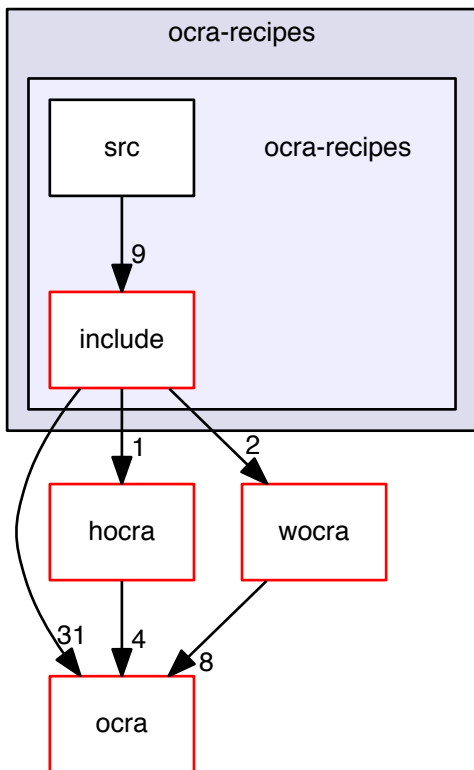 ocra-recipes
src
ocra-recipes
9
include
1
2
hocra
wocra
31
4
8
ocra